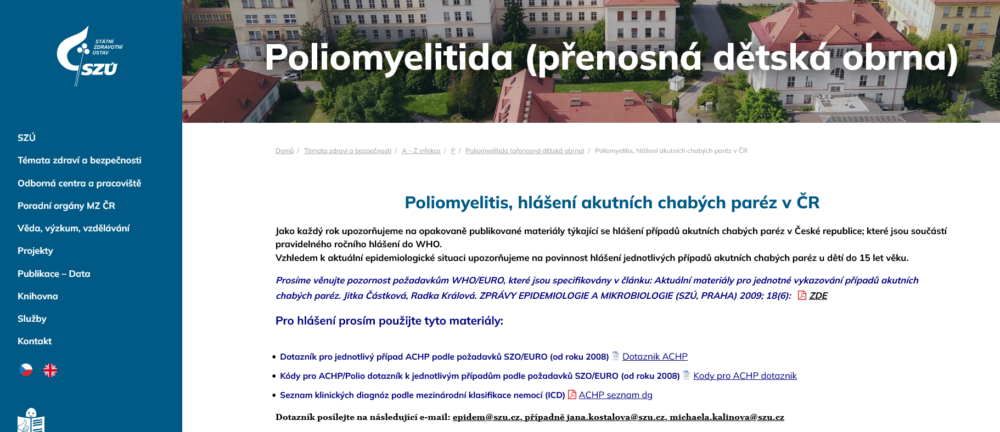 STÁTNÍ
ZDRAVOTNÍ
ÚSTAV
SZÚ
SZÚ
Témata zdraví a bezpečnosti
Odborná centra a pracoviště
Poradní orgány MZ ČR
Věda, výzkum, vzdělávání
Projekty
Publikace – Data
Knihovna
Služby
Kontakt
Poliomyelitida (přenosná dětská obrna)
Domů / Témata zdraví a bezpečnosti / A – Z infekce / P / Poliomyelitida (přenosná dětská obrna) / Poliomyelitis, hlášení akutních chabých paréz v ČR
Poliomyelitis, hlášení akutních chabých paréz v ČR
Jako každý rok upozorňujeme na opakovaně publikované materiály týkající se hlášení případů akutních chabých paréz v České republice; které jsou součástí
pravidelného ročního hlášení do WHO.
Vzhledem k aktuální epidemiologické situaci upozorňujeme na povinnost hlášení jednotlivých případů akutních chabých paréz u dětí do 15 let věku.
Prosíme věnujte pozornost požadavkům WHO/EURO, které jsou specifikovány v článku: Aktuální materiály pro jednotné vykazování případů akutních
chabých paréz. Jitka Částková, Radka Králová. ZPRÁVY EPIDEMIOLOGIE A MIKROBIOLOGIE (SZÚ, PRAHA) 2009; 18(6): ZDE
Pro hlášení prosím použijte tyto materiály:
• Dotazník pro jednotlivý případ ACHP podle požadavků SZO/EURO (od roku 2008) Dotaznik ACHP
• Kódy pro ACHP/Polio dotazník k jednotlivým případům podle požadavků SZO/EURO (od roku 2008) Kody pro ACHP dotaznik
• Seznam klinických diagnóz podle mezinárodní klasifikace nemocí (ICD) ACHP seznam dg
Dotazník posílejte na následující e-mail: epidem@szu.cz, případně jana.kostalova@szu.cz, michaela.kalinova@szu.cz